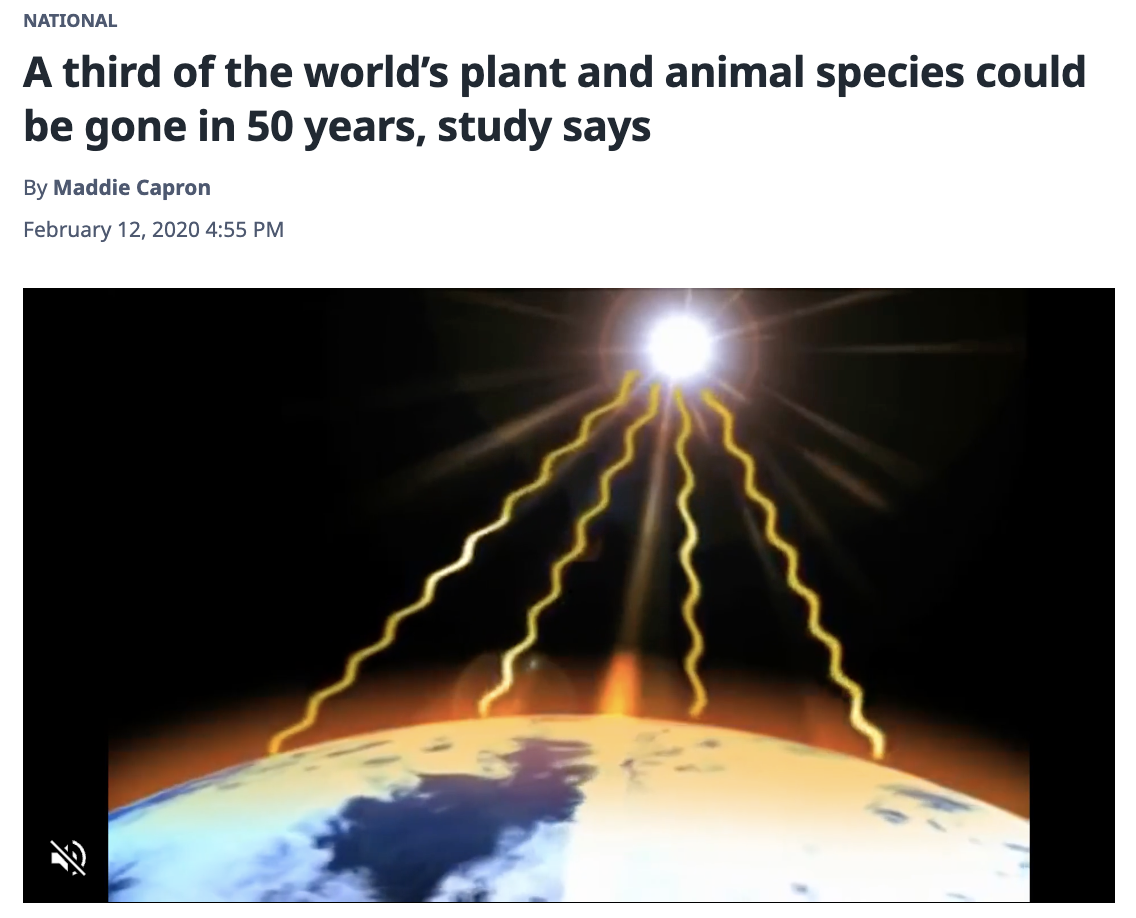 NATIONAL
A third of the world’s plant and animal species could
be gone in 50 years, study says
By Maddie Capron
February 12, 2020 4:55 PM